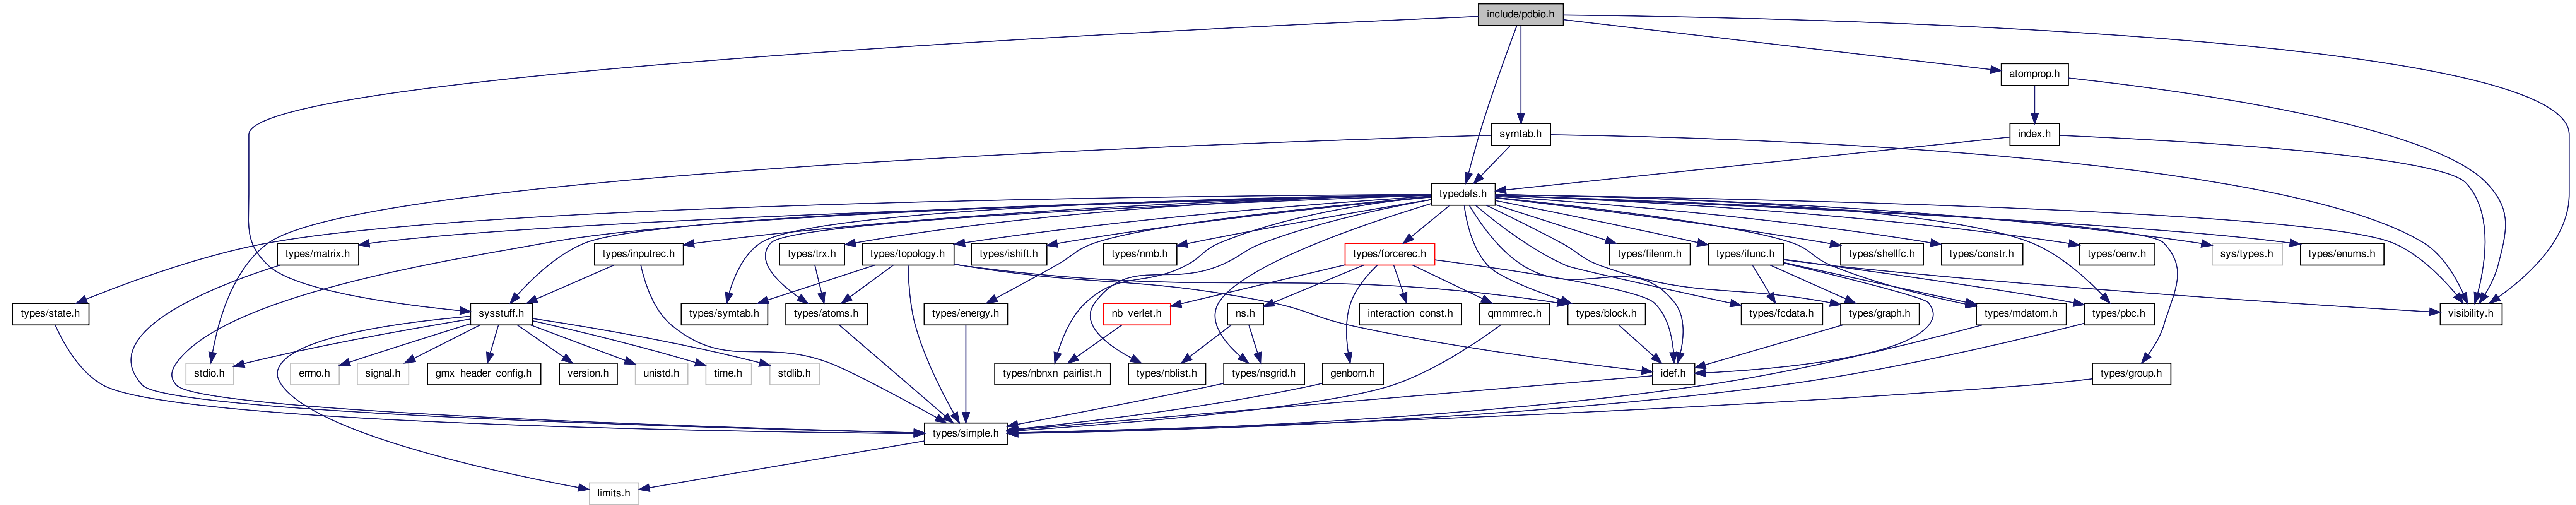 include/pdbio.h
atomprop.h
symtab.h
index.h
typedefs.h
types/matrix.h
types/inputrec.h
types/trx.h
types/topology.h
types/ishift.h
types/nmb.h
types/forcerec.h
types/filenm.h
types/ifunc.h
types/shellfc.h
types/constr.h
types/oenv.h
sys/types.h
types/enums.h
types/state.h
sysstuff.h
types/symtab.h
types/atoms.h
types/energy.h
nb_verlet.h
ns.h
interaction_const.h
qmmmrec.h
types/block.h
types/fcdata.h
types/graph.h
types/mdatom.h
types/pbc.h
visibility.h
stdio.h
errno.h
signal.h
gmx_header_config.h
version.h
unistd.h
time.h
stdlib.h
types/nbnxn_pairlist.h
types/nblist.h
types/nsgrid.h
genborn.h
idef.h
types/group.h
types/simple.h
limits.h